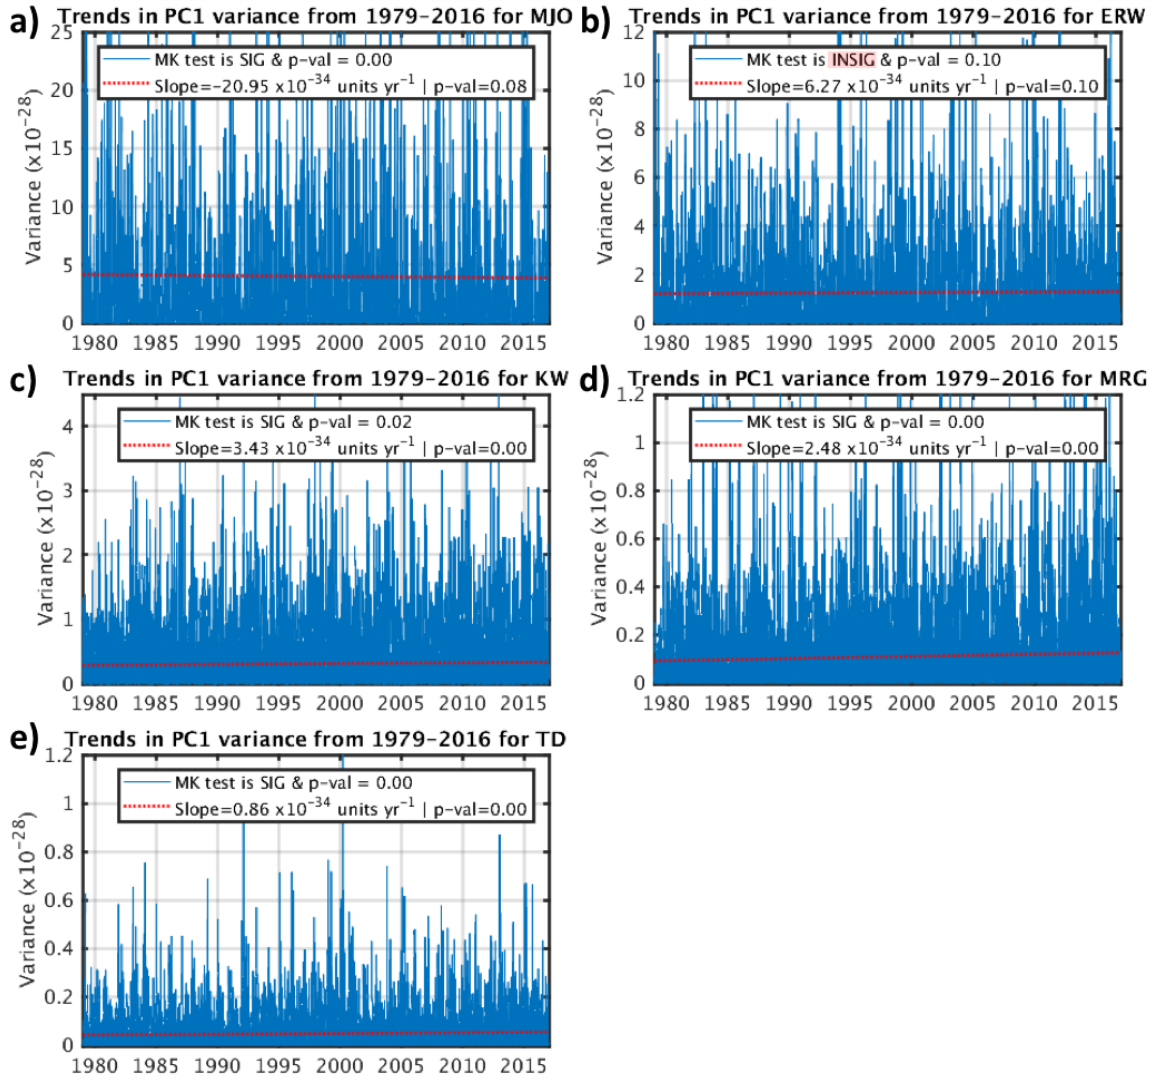 a) Trends in PC1 variance from 1979-2016 for MJO
MK test is SIG & p-val = 0.00
Slope=-20.95 x10⁻³⁴ units yr⁻¹ | p-val=0.08
Variance (x10⁻²⁸)
25
20
15
10
5
0
1980 1985 1990 1995 2000 2005 2010 2015
b) Trends in PC1 variance from 1979-2016 for ERW
MK test is INSIG & p-val = 0.10
Slope=6.27 x10⁻³⁴ units yr⁻¹ | p-val=0.10
Variance (x10⁻²⁸)
12
10
8
6
4
2
0
1980 1985 1990 1995 2000 2005 2010 2015
c) Trends in PC1 variance from 1979-2016 for KW
MK test is SIG & p-val = 0.02
Slope=3.43 x10⁻³⁴ units yr⁻¹ | p-val=0.00
Variance (x10⁻²⁸)
4
3
2
1
0
1980 1985 1990 1995 2000 2005 2010 2015
d) Trends in PC1 variance from 1979-2016 for MRG
MK test is SIG & p-val = 0.00
Slope=2.48 x10⁻³⁴ units yr⁻¹ | p-val=0.00
Variance (x10⁻²⁸)
1.2
1
0.8
0.6
0.4
0.2
0
1980 1985 1990 1995 2000 2005 2010 2015
e) Trends in PC1 variance from 1979-2016 for TD
MK test is SIG & p-val = 0.00
Slope=0.86 x10⁻³⁴ units yr⁻¹ | p-val=0.00
Variance (x10⁻²⁸)
1.2
1
0.8
0.6
0.4
0.2
0
1980 1985 1990 1995 2000 2005 2010 2015